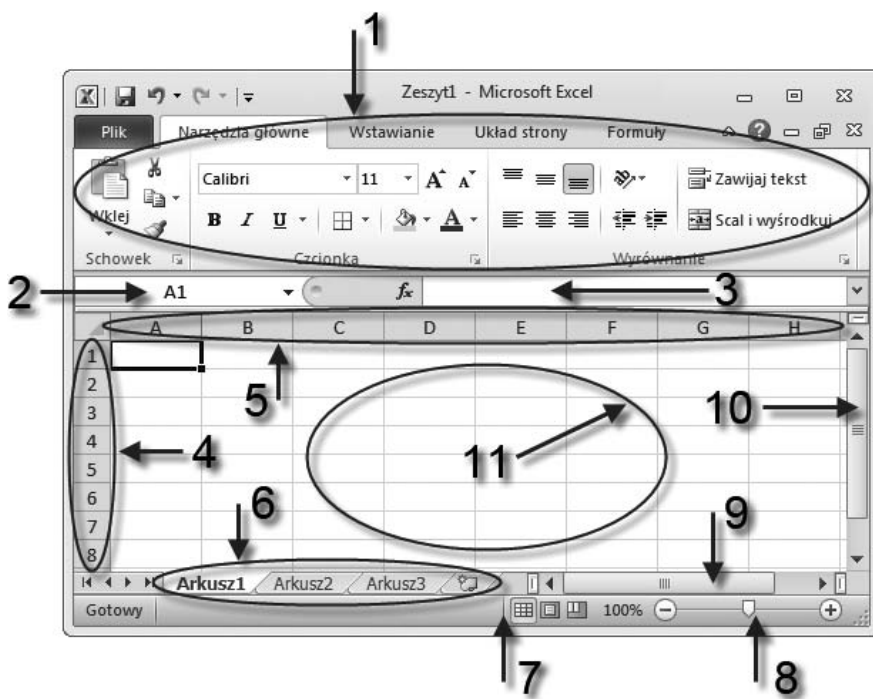 1
Zeszyt1 - Microsoft Excel
Plik Narzędzia główne Wstawianie Układ strony Formuły
Calibri 11 A A Zawijaj tekst
Wklej B I U A Scal i wyśrodkuj
Schowek Czcionka Wyrównanie
2 A1 fx 3
A B C D E F G H
1
2
3
4
5
6
7
8
5
10
4
11
6
9
Arkusz1 Arkusz2 Arkusz3
Gotowy 100%
7 8